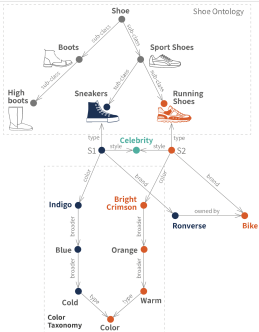 Shoe Ontology
Shoe
sub-class
sub-class
Boots
Sport Shoes
sub-class
sub-class
sub-class
High
boots
Sneakers
Running
Shoes
type
type
Celebrity
S1
style
style
S2
color
brand
color
brand
Indigo
Bright
Crimson
owned by
Ronverse
Bike
broader
broader
Blue
Orange
broader
broader
Cold
Warm
type
type
Color
Taxonomy
Color